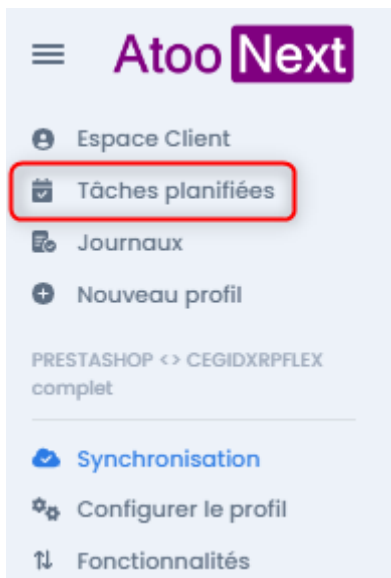 Atoo Next
Espace Client
Tâches planifiées
Journaux
Nouveau profil
PRESTASHOP <> CEGIDXRPFLEX
complet
Synchronisation
Configurer le profil
Fonctionnalités